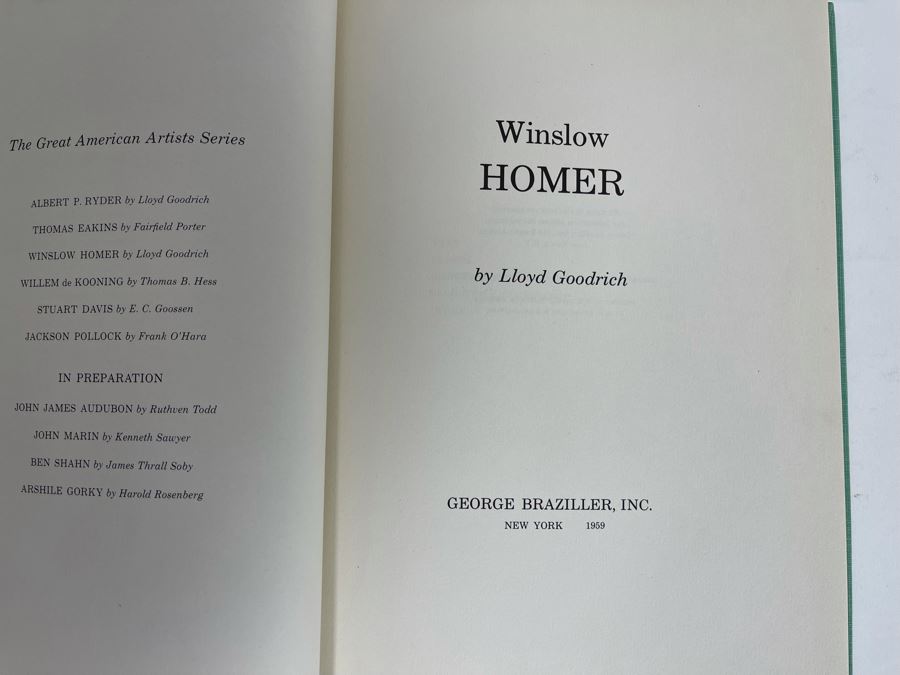 The Great American Artists Series
ALBERT P. RYDER by Lloyd Goodrich
THOMAS EAKINS by Fairfield Porter
WINSLOW HOMER by Lloyd Goodrich
WILLEM de KOONING by Thomas B. Hess
STUART DAVIS by E. C. Goossen
JACKSON POLLOCK by Frank O'Hara
IN PREPARATION
JOHN JAMES AUDUBON by Ruthven Todd
JOHN MARIN by Kenneth Sawyer
BEN SHAHN by James Thrall Soby
ARSHILE GORKY by Harold Rosenberg
Winslow
HOMER
by Lloyd Goodrich
GEORGE BRAZILLER, INC.
NEW YORK 1959